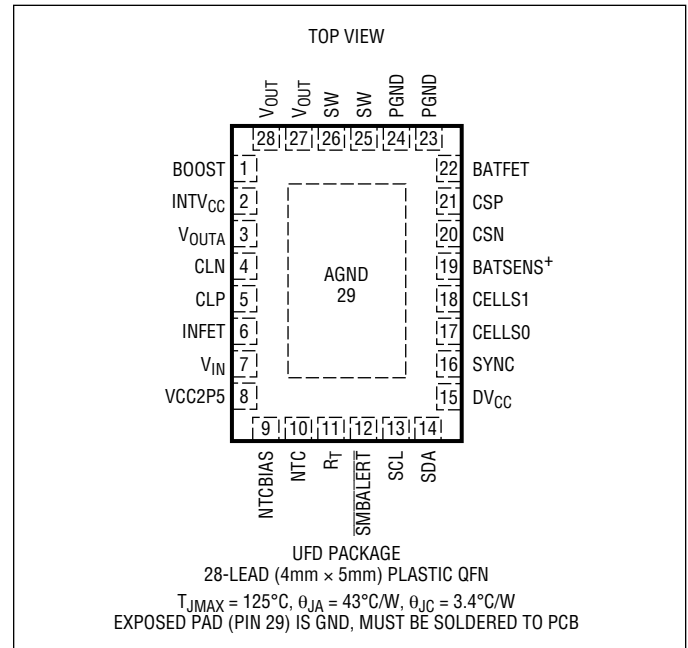 TOP VIEW
VOUT
VOUT
SW
SW
PGND
PGND
28 27 26 25 24 23
BOOST 1
INTVCC 2
VOUTA 3
CLN 4
CLP 5
INFET 6
VIN 7
VCC2P5 8
22 BATFET
21 CSP
20 CSN
19 BATSENS+
18 CELLS1
17 CELLS0
16 SYNC
15 DVCC
AGND
29
9 10 11 12 13 14
NTCBIAS
NTC
RT
SMBALERT
SCL
SDA
UFD PACKAGE
28-LEAD (4mm × 5mm) PLASTIC QFN
TJMAX = 125°C, θJA = 43°C/W, θJC = 3.4°C/W
EXPOSED PAD (PIN 29) IS GND, MUST BE SOLDERED TO PCB